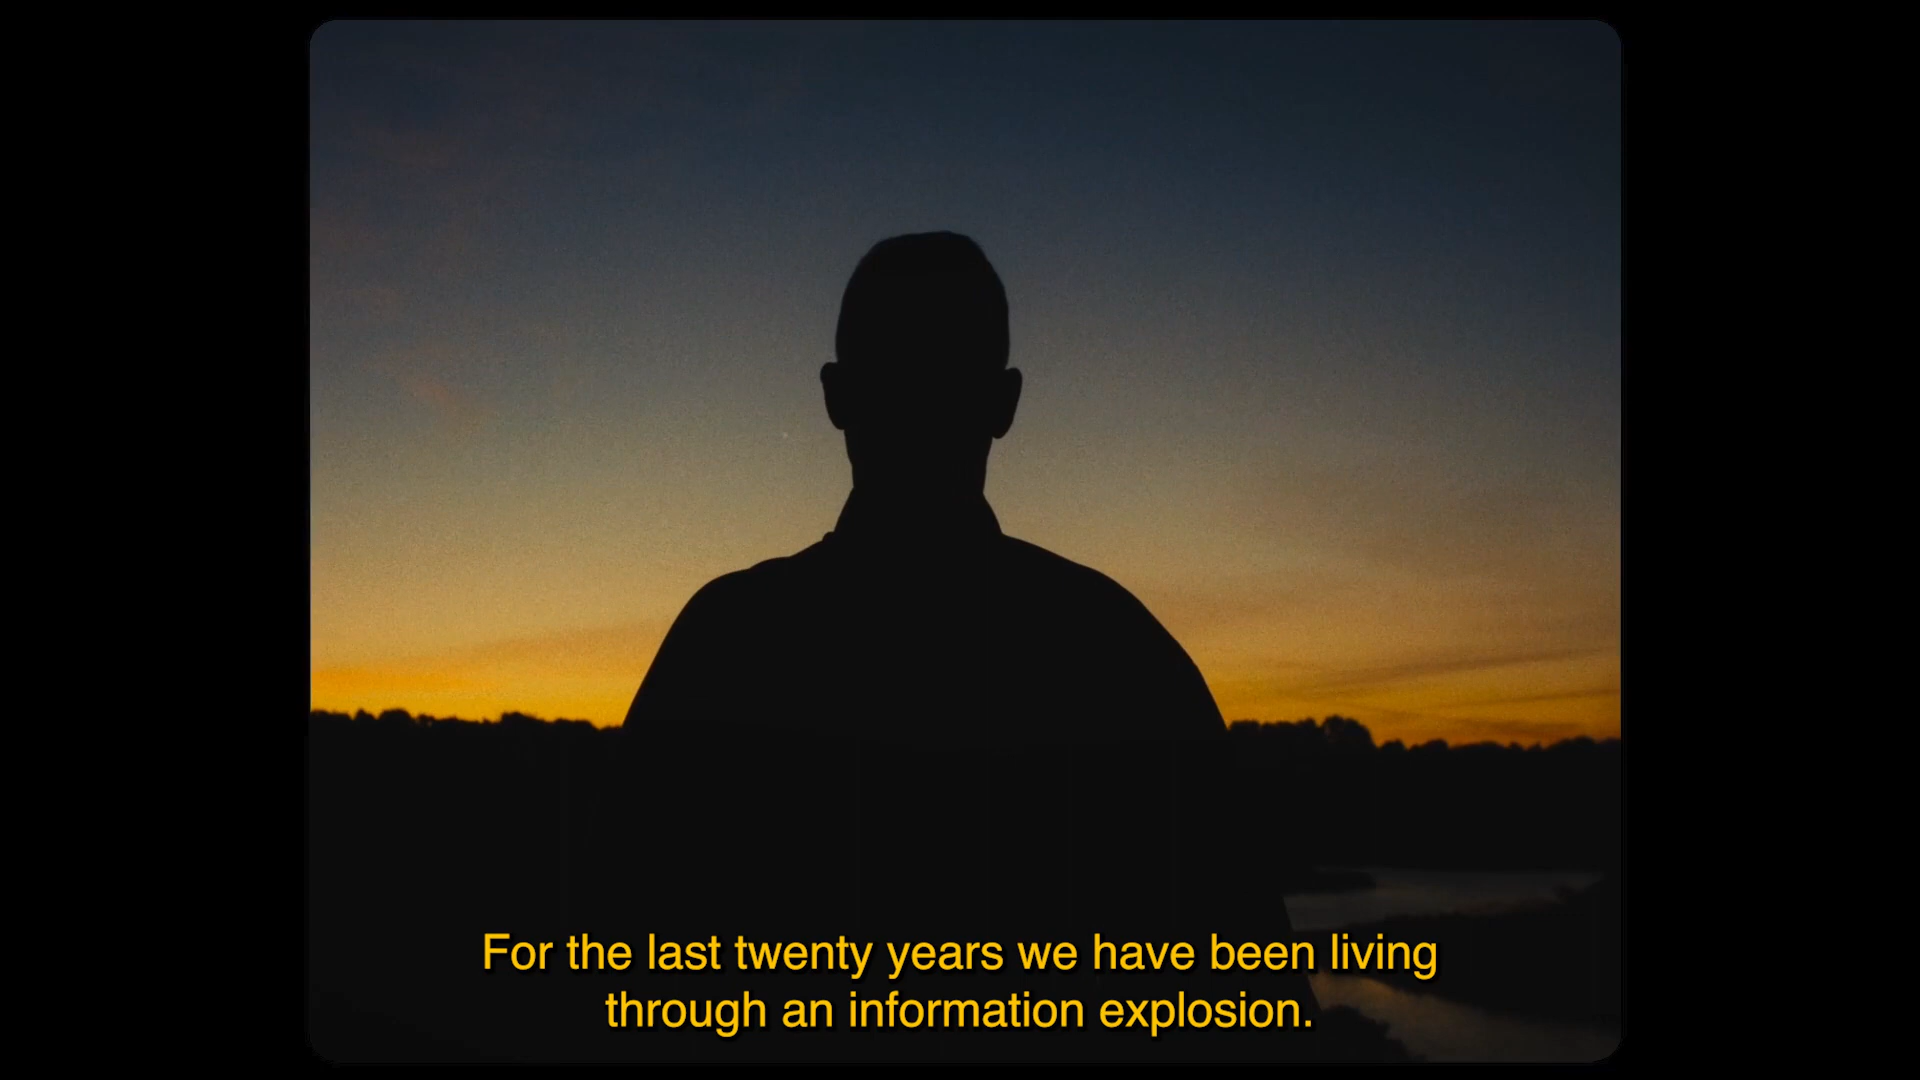 For the last twenty years we have been living
through an information explosion.